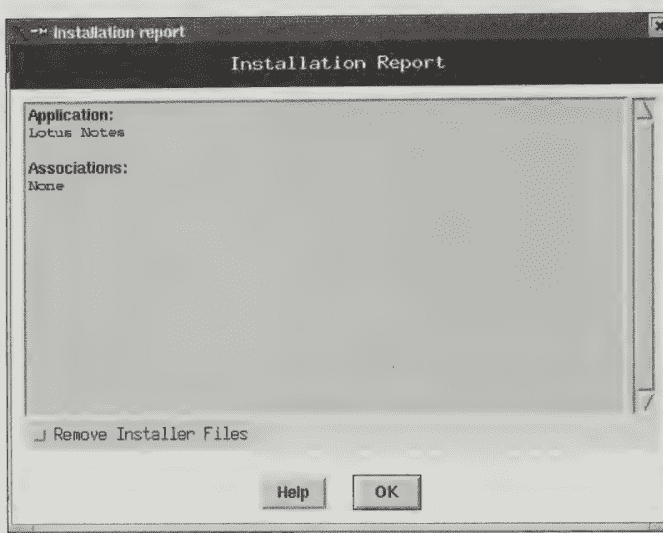 Installation report
Installation Report
Application:
Lotus Notes
Associations:
None
Remove Installer Files
Help
OK